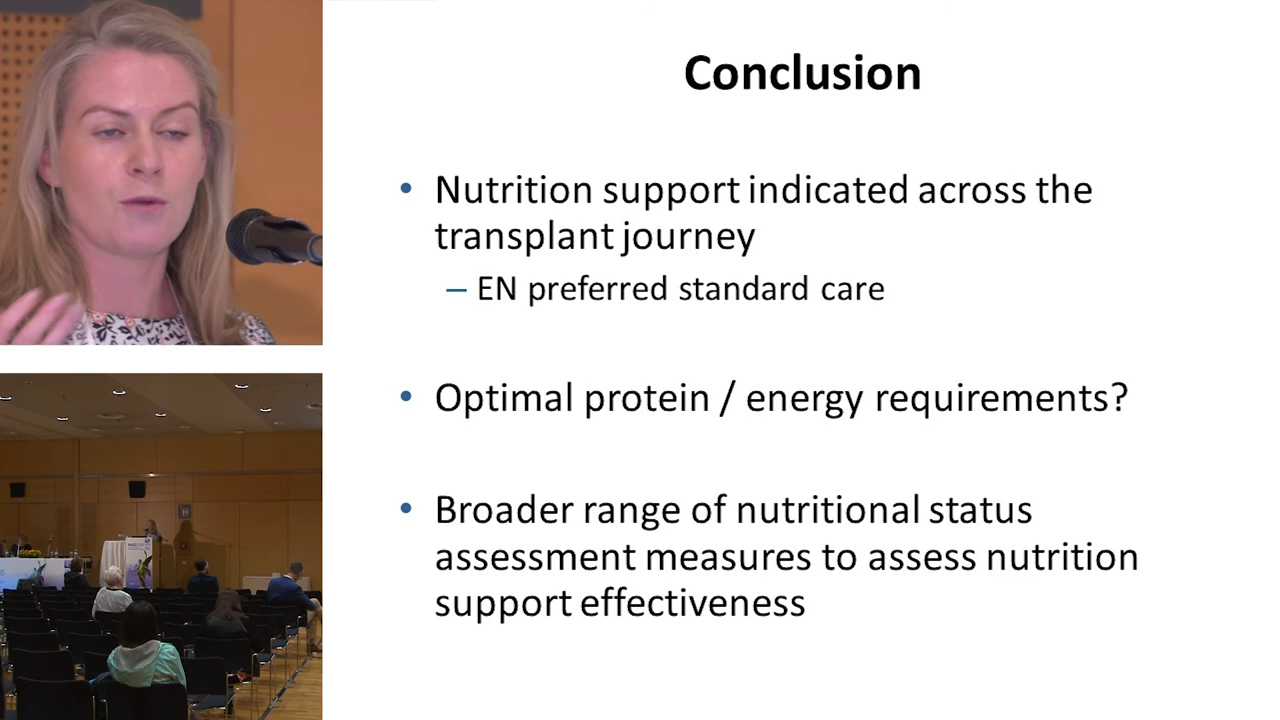 Conclusion
• Nutrition support indicated across the
transplant journey
– EN preferred standard care
• Optimal protein / energy requirements?
• Broader range of nutritional status
assessment measures to assess nutrition
support effectiveness